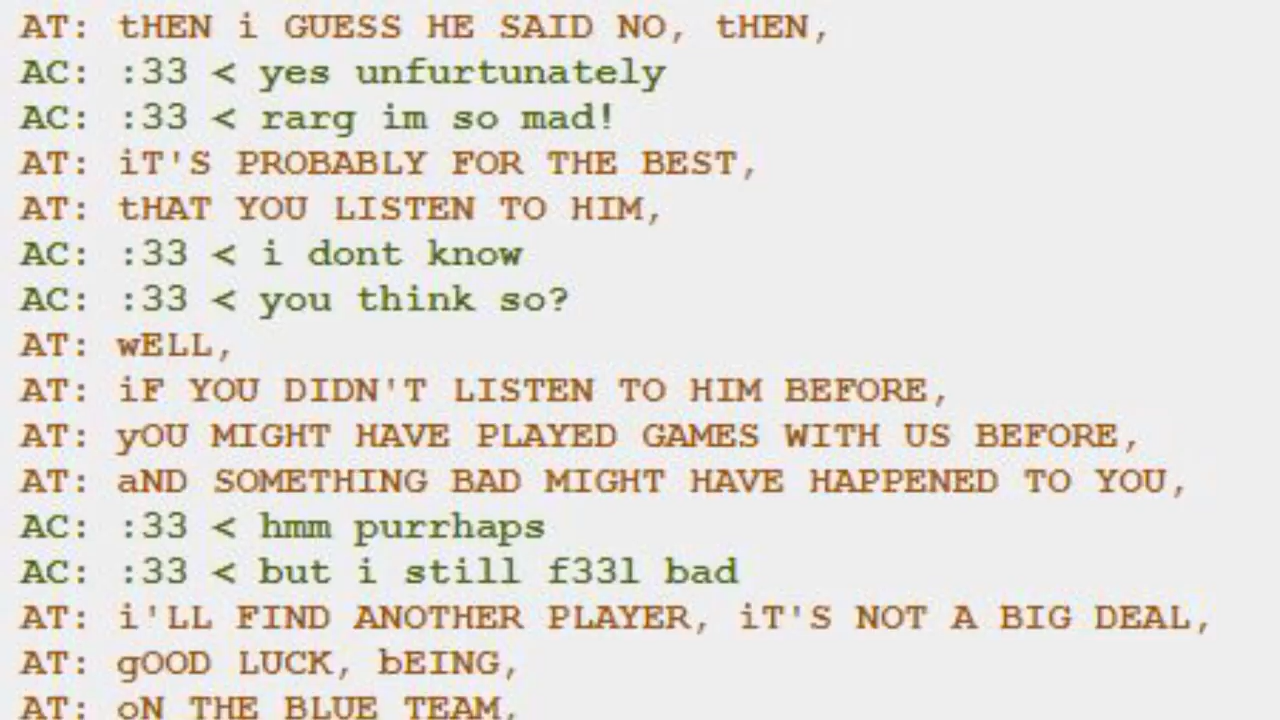 AT: tHEN i GUESS HE SAID NO, tHEN,
AC: :33 < yes unfurtunately
AC: :33 < rarg im so mad!
AT: iT'S PROBABLY FOR THE BEST,
AT: tHAT YOU LISTEN TO HIM,
AC: :33 < i dont know
AC: :33 < you think so?
AT: wELL,
AT: iF YOU DIDN'T LISTEN TO HIM BEFORE,
AT: yOU MIGHT HAVE PLAYED GAMES WITH US BEFORE,
AT: aND SOMETHING BAD MIGHT HAVE HAPPENED TO YOU,
AC: :33 < hmm purrhaps
AC: :33 < but i still f33l bad
AT: i'LL FIND ANOTHER PLAYER, iT'S NOT A BIG DEAL,
AT: gOOD LUCK, bEING,
AT: oN THE BLUE TEAM,